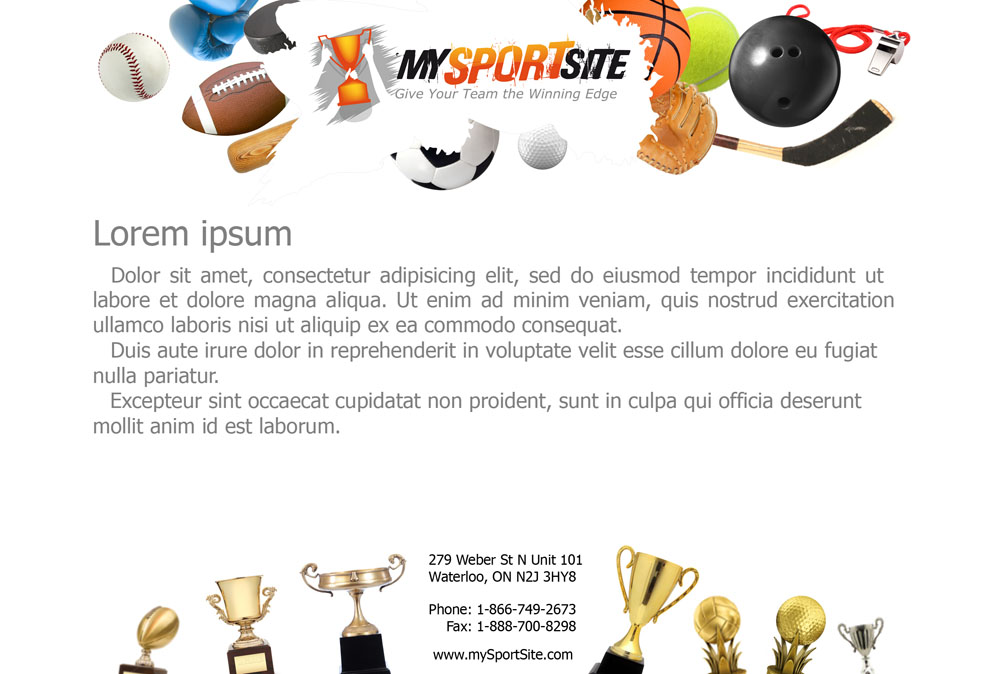 MYSPORTSITE
Give Your Team the Winning Edge
Lorem ipsum
Dolor sit amet, consectetur adipisicing elit, sed do eiusmod tempor incididunt ut
labore et dolore magna aliqua. Ut enim ad minim veniam, quis nostrud exercitation
ullamco laboris nisi ut aliquip ex ea commodo consequat.
Duis aute irure dolor in reprehenderit in voluptate velit esse cillum dolore eu fugiat
nulla pariatur.
Excepteur sint occaecat cupidatat non proident, sunt in culpa qui officia deserunt
mollit anim id est laborum.
279 Weber St N Unit 101
Waterloo, ON N2J 3HY8
Phone: 1-866-749-2673
Fax: 1-888-700-8298
www.mySportSite.com